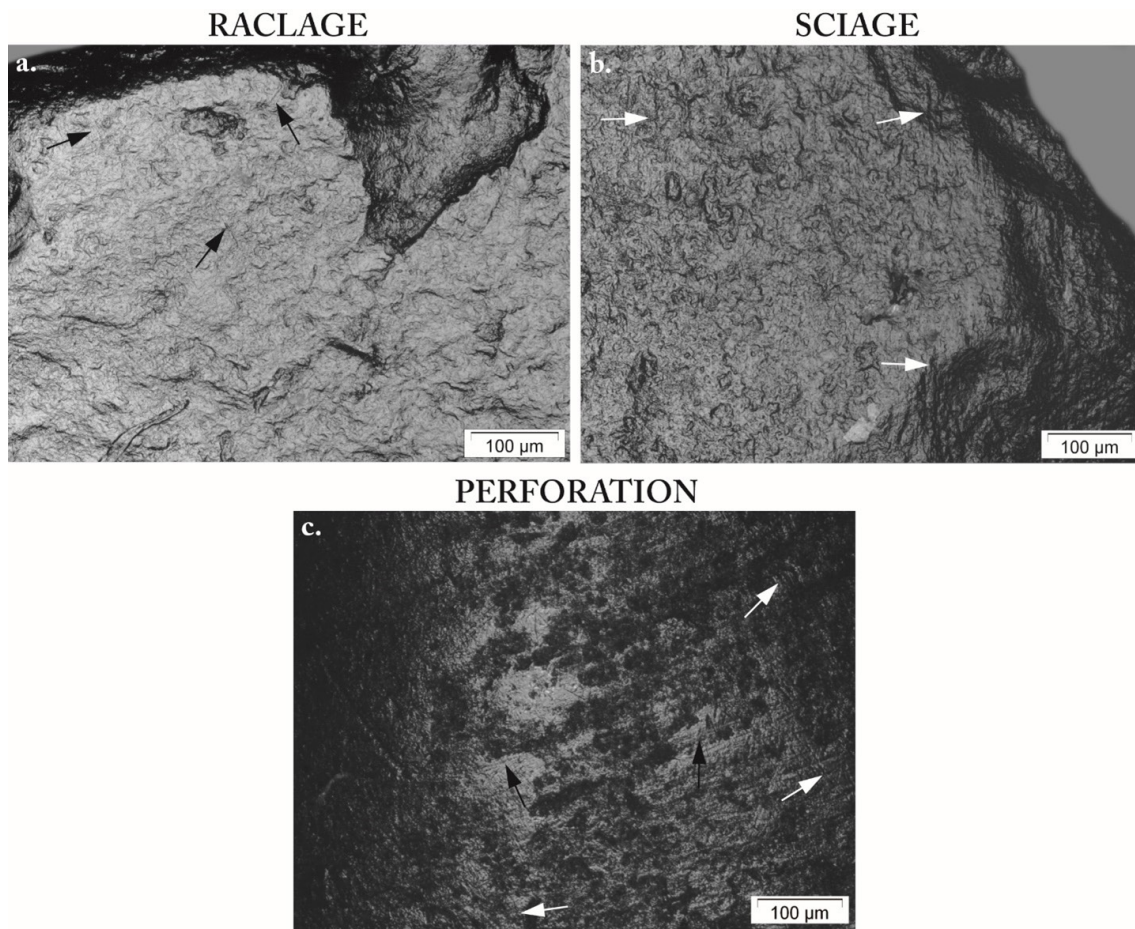 RACLAGE
SCIAGE
a.
b.
100 µm
100 µm
PERFORATION
c.
100 µm